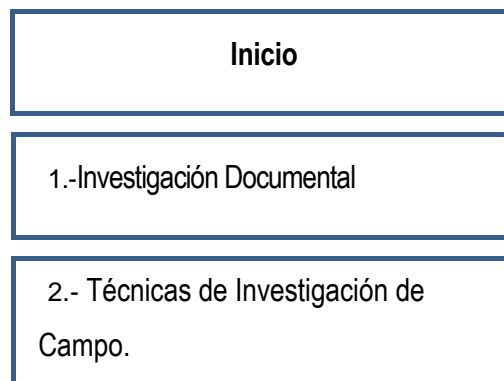 Inicio
1.-Investigación Documental
2.- Técnicas de Investigación de
Campo.